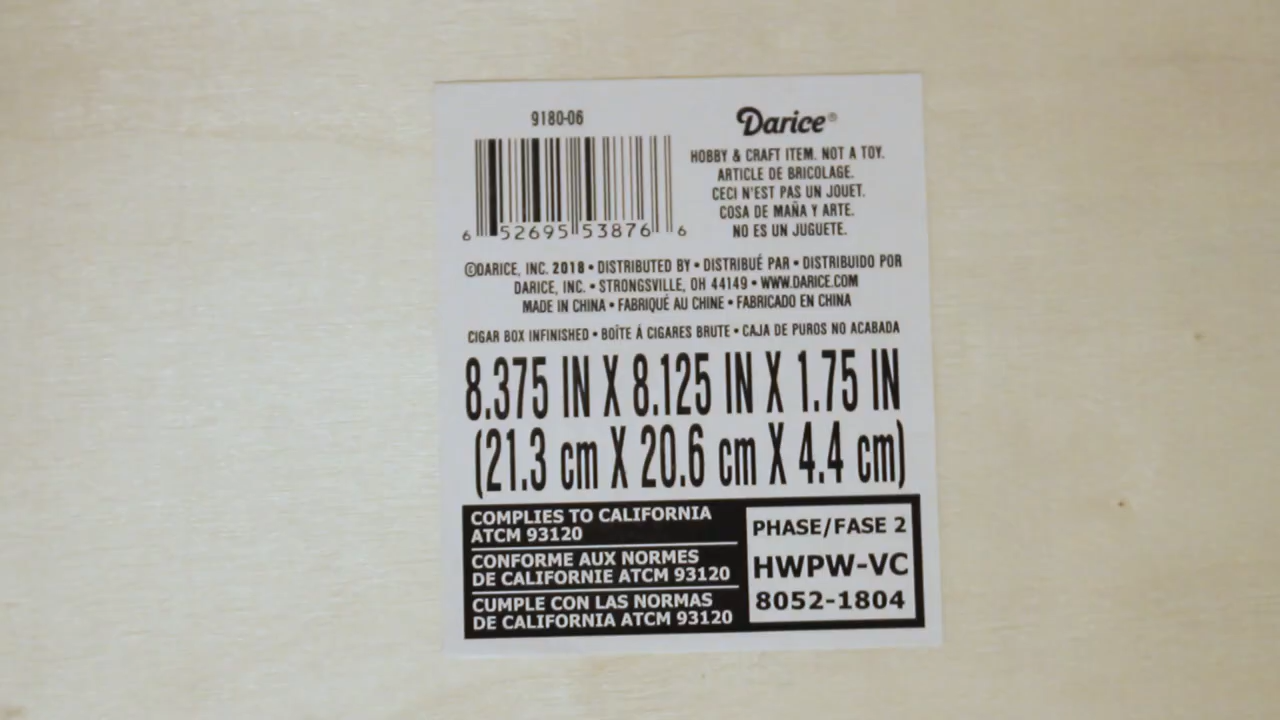 9180-06
6 52695 53876 6
Darice®
HOBBY & CRAFT ITEM. NOT A TOY.
ARTICLE DE BRICOLAGE.
CECI N'EST PAS UN JOUET.
COSA DE MAÑA Y ARTE.
NO ES UN JUGUETE.
©DARICE, INC. 2018 • DISTRIBUTED BY • DISTRIBUÉ PAR • DISTRIBUIDO POR
DARICE, INC. • STRONGSVILLE, OH 44149 • WWW.DARICE.COM
MADE IN CHINA • FABRIQUÉ AU CHINE • FABRICADO EN CHINA
CIGAR BOX INFINISHED • BOÎTE Á CIGARES BRUTE • CAJA DE PUROS NO ACABADA
8.375 IN X 8.125 IN X 1.75 IN
(21.3 cm X 20.6 cm X 4.4 cm)
COMPLIES TO CALIFORNIA
ATCM 93120
CONFORME AUX NORMES
DE CALIFORNIE ATCM 93120
CUMPLE CON LAS NORMAS
DE CALIFORNIA ATCM 93120
PHASE/FASE 2
HWPW-VC
8052-1804